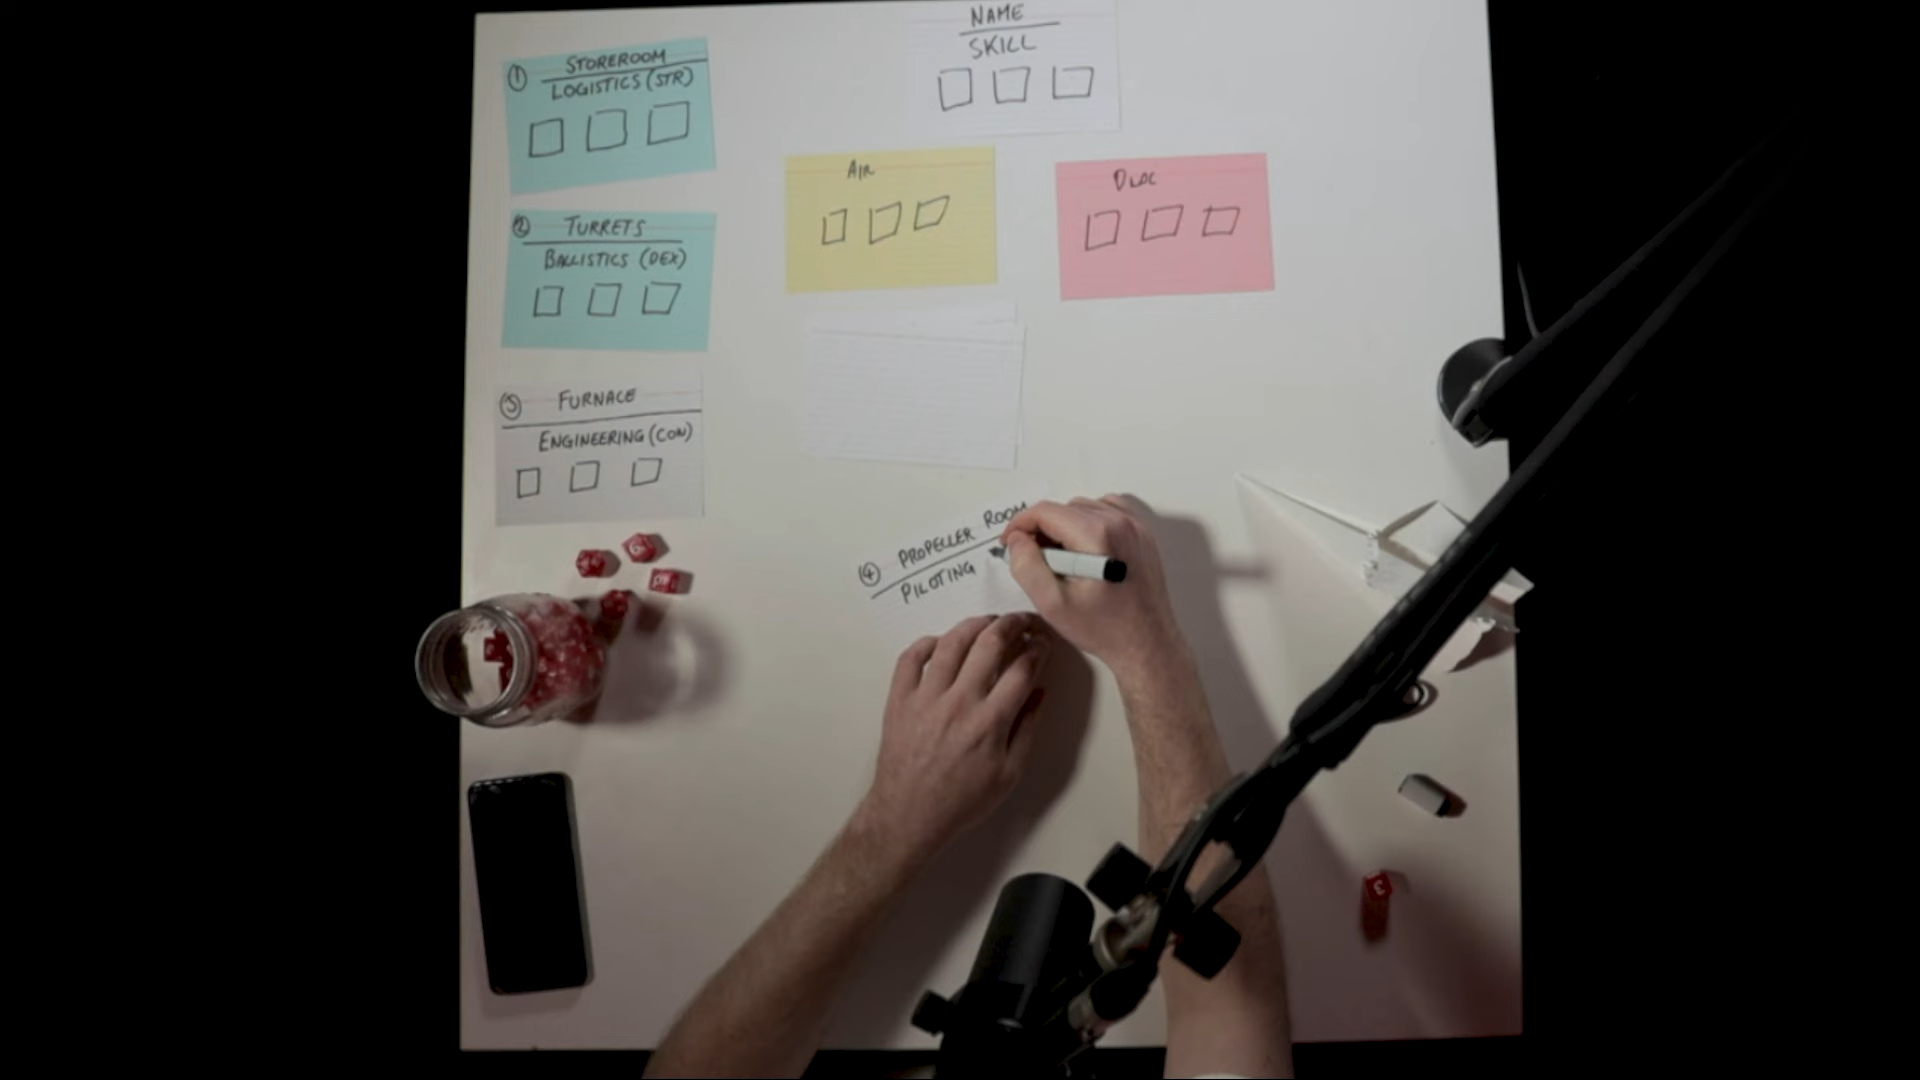 NAME
SKILL
① STOREROOM
LOGISTICS (STR)
② TURRETS
BALLISTICS (DEX)
AIR
③ FURNACE
ENGINEERING (CON)
④ PROPELLER ROOM
PILOTING
3